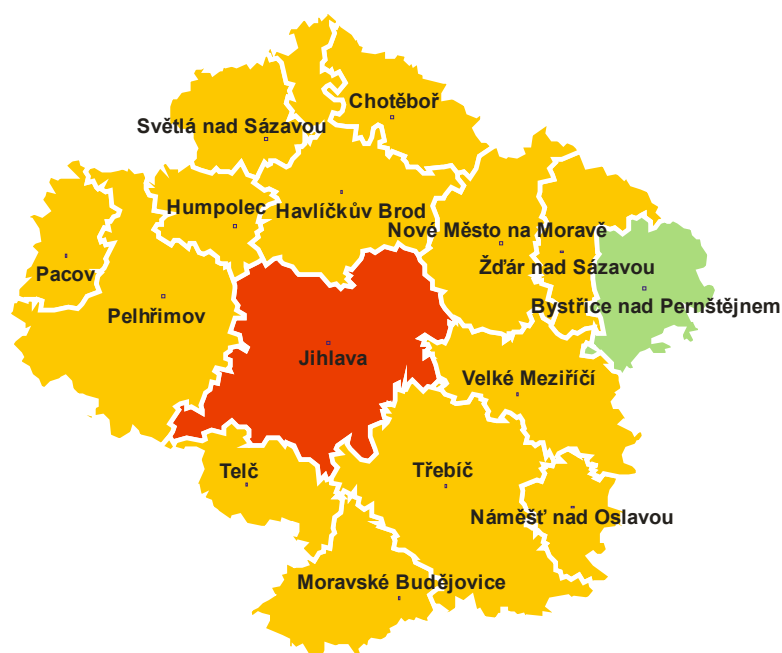 Chotěboř
Světlá nad Sázavou
Humpolec
Havlíčkův Brod
Nové Město na Moravě
Pacov
Žďár nad Sázavou
Bystřice nad Pernštejnem
Pelhřimov
Jihlava
Velké Meziříčí
Telč
Třebíč
Náměšť nad Oslavou
Moravské Budějovice